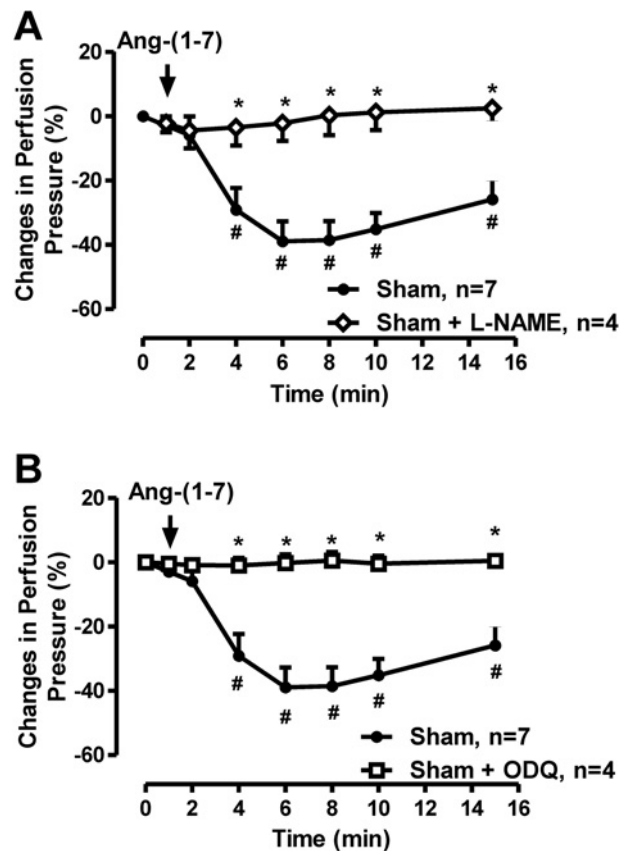 A
Ang-(1-7)
Changes in Perfusion
Pressure (%)
20
0
-20
-40
-60
* * * * *
# # # # #
Sham, n=7
Sham + L-NAME, n=4
0 2 4 6 8 10 12 14 16
Time (min)
B
Ang-(1-7)
Changes in Perfusion
Pressure (%)
20
0
-20
-40
-60
* * * * *
# # # # #
Sham, n=7
Sham + ODQ, n=4
0 2 4 6 8 10 12 14 16
Time (min)